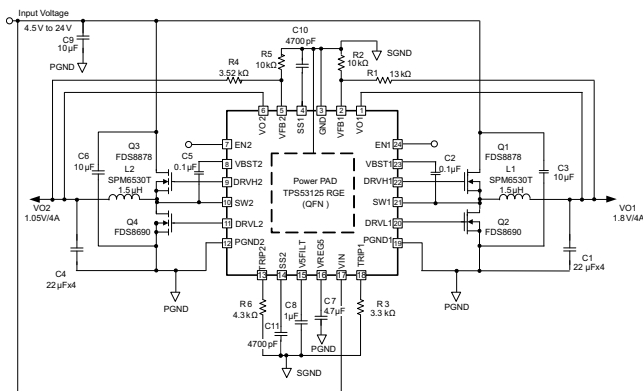 Input Voltage
4.5V to 24V
C9
10µF
PGND
C10
4700 pF
SGND
R5
10kΩ
R2
10kΩ
R4
3.52 kΩ
R1
13 kΩ
6
5
4
3
2
1
VO2
VFB2
SS1
GND
VFB1
VO1
7
EN2
EN1
24
8
VBST2
VBST1
23
9
DRVH2
DRVH1
22
10
SW2
SW1
21
11
DRVL2
DRVL1
20
12
PGND2
PGND1
19
Power PAD
TPS53125 RGE
(QFN )
Q3
FDS8878
L2
SPM6530T
1.5µH
C6
10µF
C5
0.1µF
Q4
FDS8690
VO2
1.05V/4A
C4
22 µFx4
PGND
C2
0.1µF
Q1
FDS8878
L1
SPM6530T
1.5µH
C3
10µF
Q2
FDS8690
VO1
1.8V/4A
C1
22 µFx4
PGND
TRIP2
SS2
V5FILT
VREG5
VIN
TRIP1
13
14
15
16
17
18
R6
4.3kΩ
C11
4700pF
C8
1µF
C7
4.7µF
PGND
R3
3.3kΩ
SGND